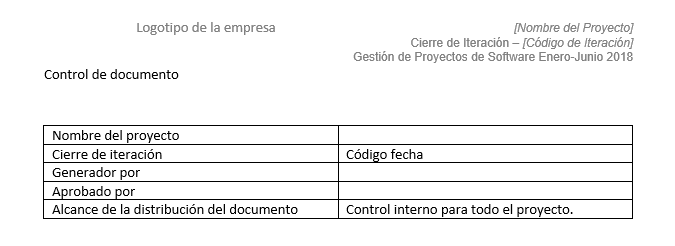 Logotipo de la empresa
[Nombre del Proyecto]
Cierre de Iteración – [Código de Iteración]
Gestión de Proyectos de Software Enero-Junio 2018
Control de documento
Nombre del proyecto
Cierre de iteración Código fecha
Generador por
Aprobado por
Alcance de la distribución del documento Control interno para todo el proyecto.